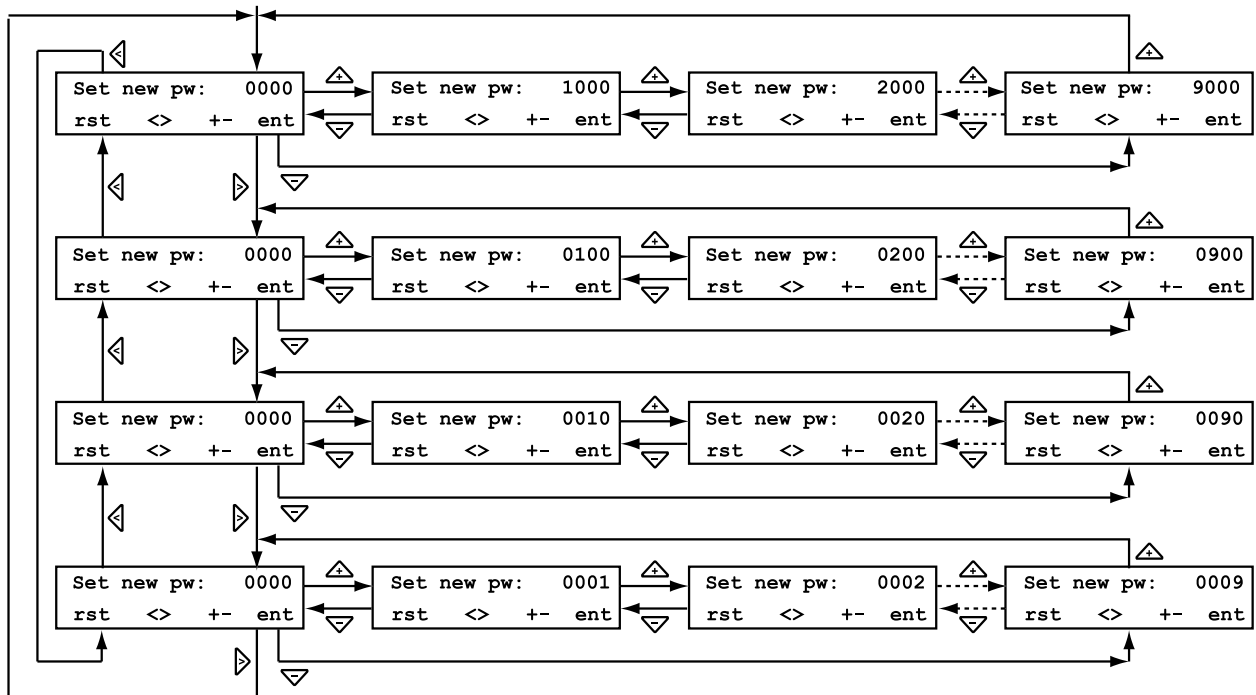 <
+ + + +
Set new pw: 0000 Set new pw: 1000 Set new pw: 2000 Set new pw: 9000
rst <> +- ent rst <> +- ent rst <> +- ent rst <> +- ent
- - -
-
< >
+ + + +
Set new pw: 0000 Set new pw: 0100 Set new pw: 0200 Set new pw: 0900
rst <> +- ent rst <> +- ent rst <> +- ent rst <> +- ent
- - -
-
< >
+ + + +
Set new pw: 0000 Set new pw: 0010 Set new pw: 0020 Set new pw: 0090
rst <> +- ent rst <> +- ent rst <> +- ent rst <> +- ent
- - -
-
< >
+ + + +
Set new pw: 0000 Set new pw: 0001 Set new pw: 0002 Set new pw: 0009
rst <> +- ent rst <> +- ent rst <> +- ent rst <> +- ent
- - -
>
-